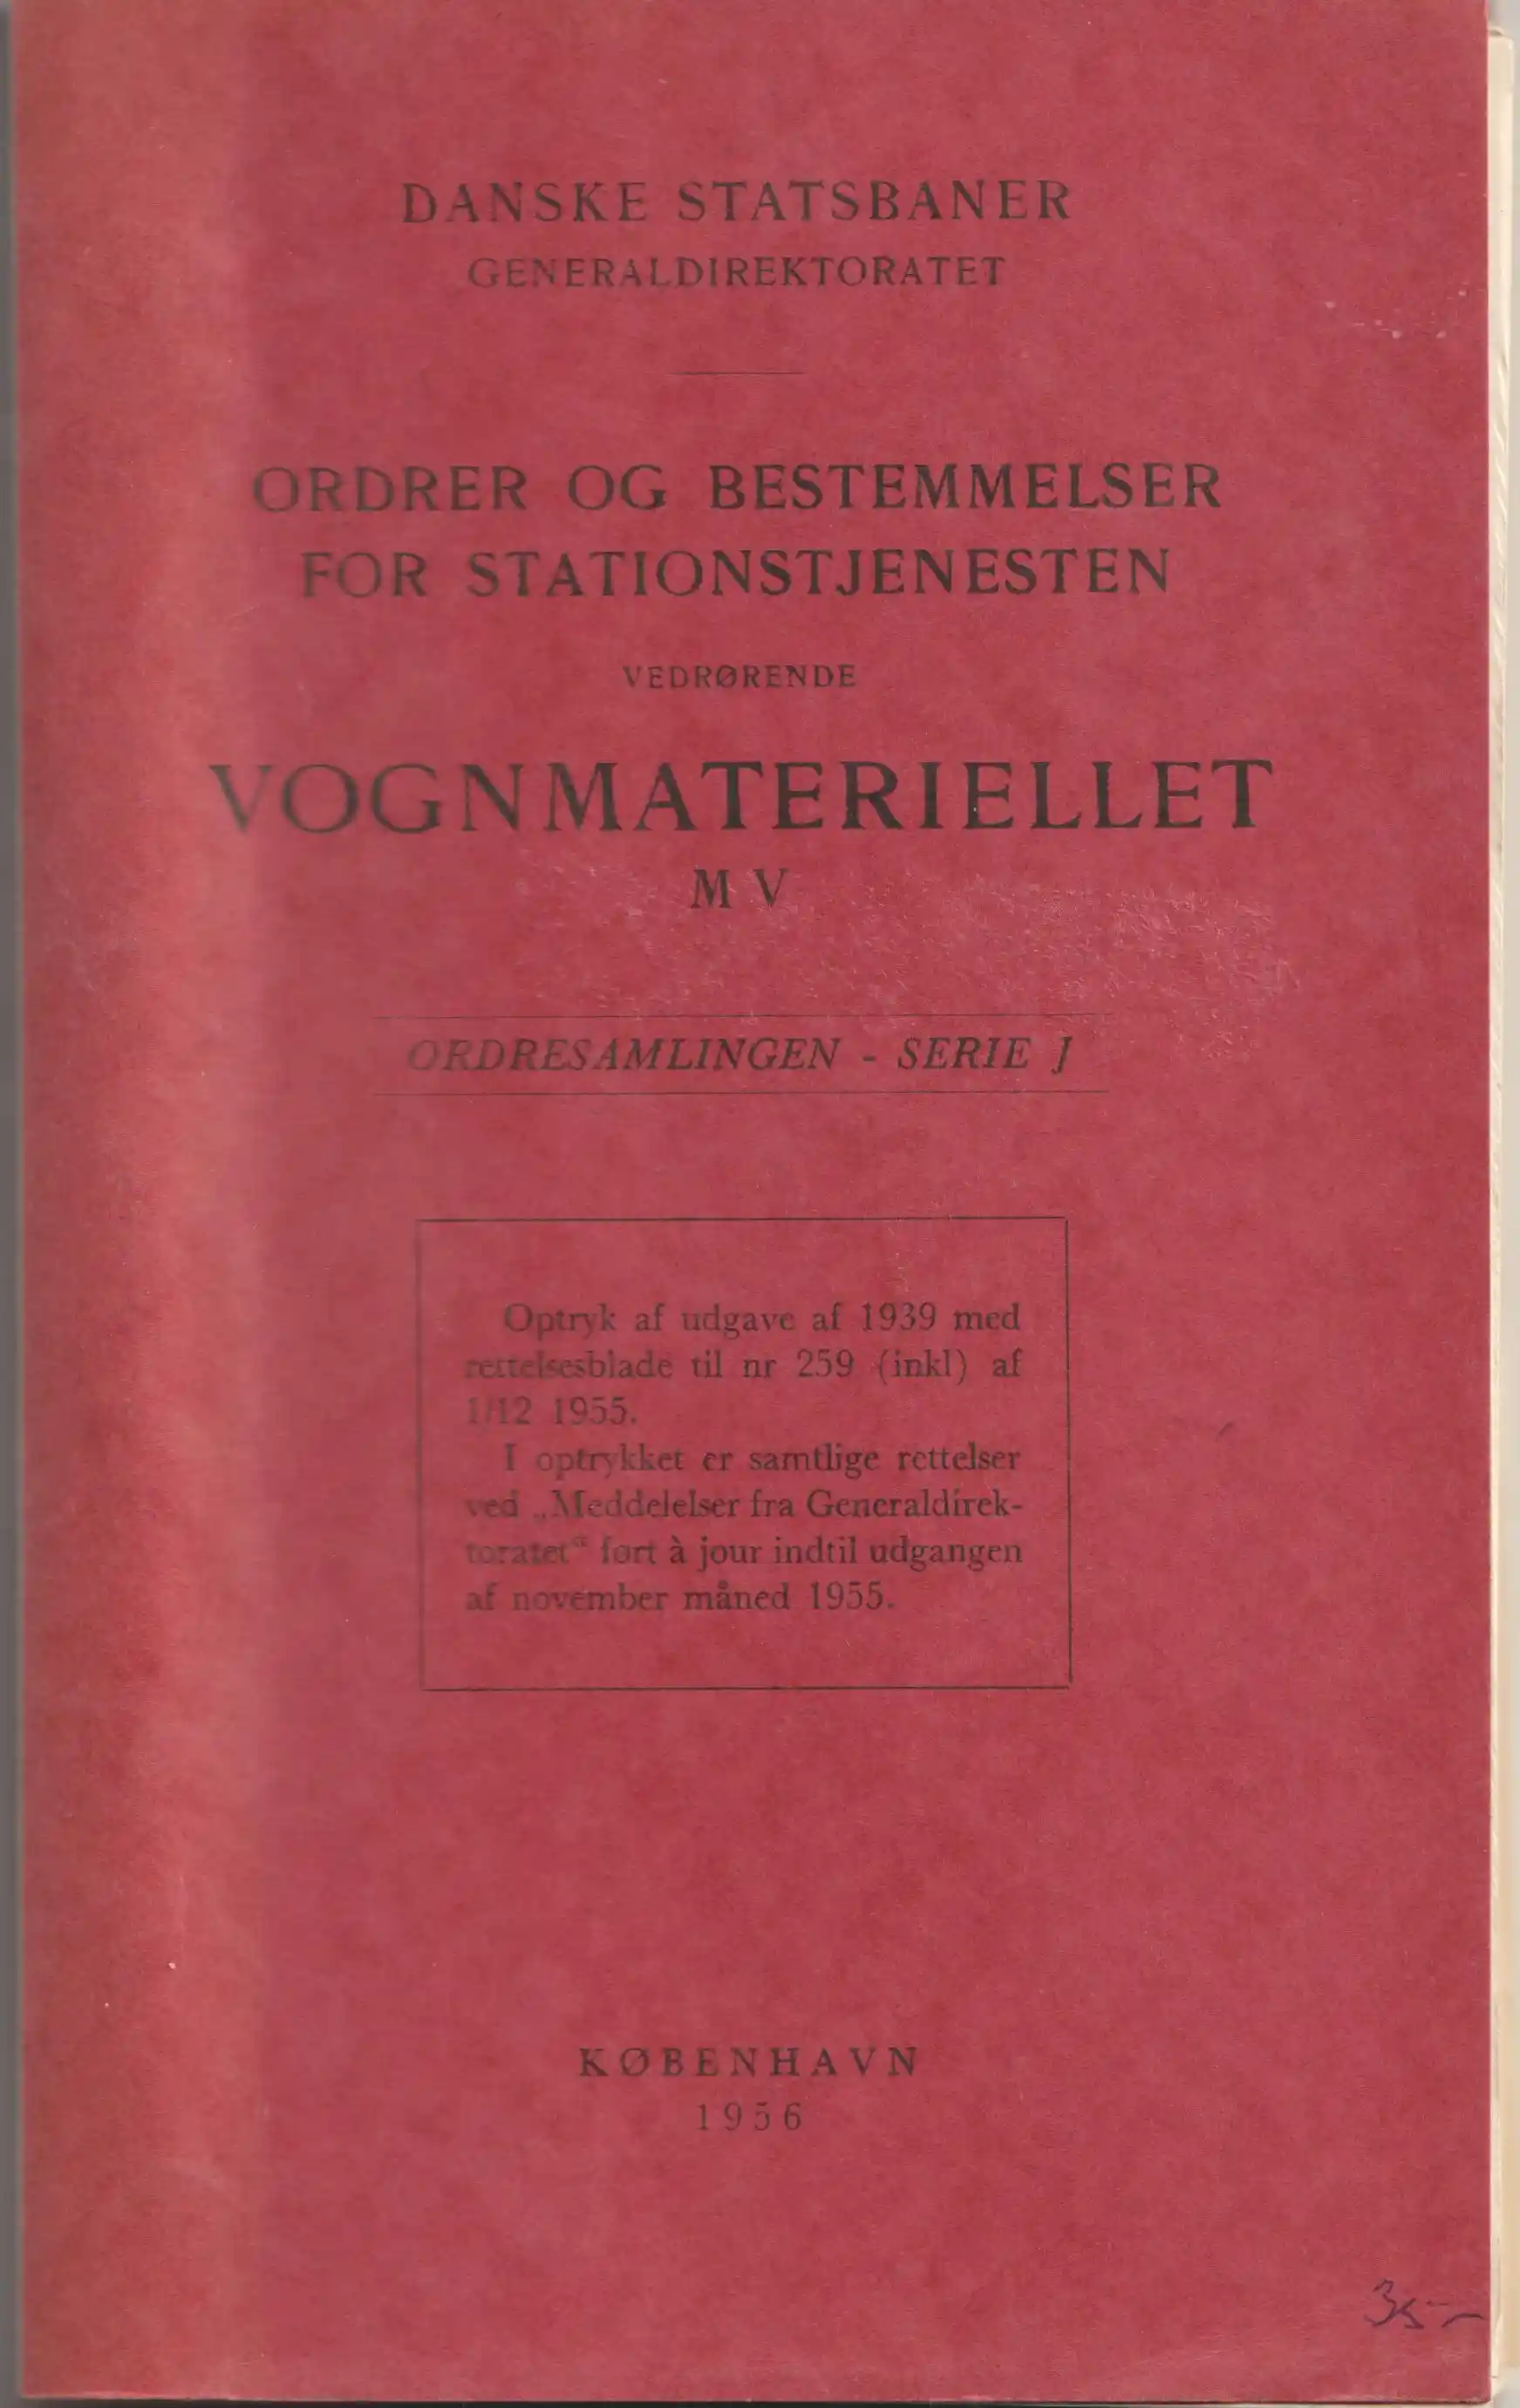 DANSKE STATSBANER
GENERALDIREKTORATET
ORDRER OG BESTEMMELSER
FOR STATIONSTJENESTEN
VEDRØRENDE
VOGNMATERIELLET
MV
ORDRESAMLINGEN - SERIE J
Optryk af udgave af 1939 med
rettelsesblade til nr 259 (inkl) af
1/12 1955.
I optrykket er samtlige rettelser
ved „Meddelelser fra Generaldirek-
toratet“ ført à jour indtil udgangen
af november måned 1955.
KØBENHAVN
1956
35-